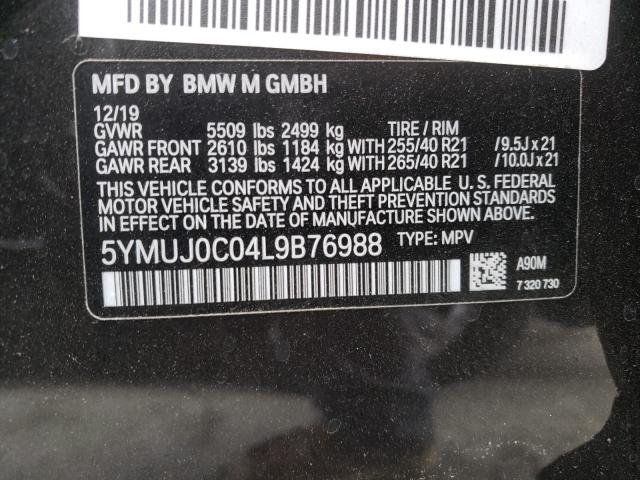 MFD BY BMW M GMBH
12/19
GVWR 5509 lbs 2499 kg TIRE / RIM
GAWR FRONT 2610 lbs 1184 kg WITH 255/40 R21 / 9.5J x 21
GAWR REAR 3139 lbs 1424 kg WITH 265/40 R21 / 10.0J x 21
THIS VEHICLE CONFORMS TO ALL APPLICABLE U. S. FEDERAL
MOTOR VEHICLE SAFETY AND THEFT PREVENTION STANDARDS
IN EFFECT ON THE DATE OF MANUFACTURE SHOWN ABOVE.
5YMUJ0C04L9B76988 TYPE: MPV
A90M
7 320 730